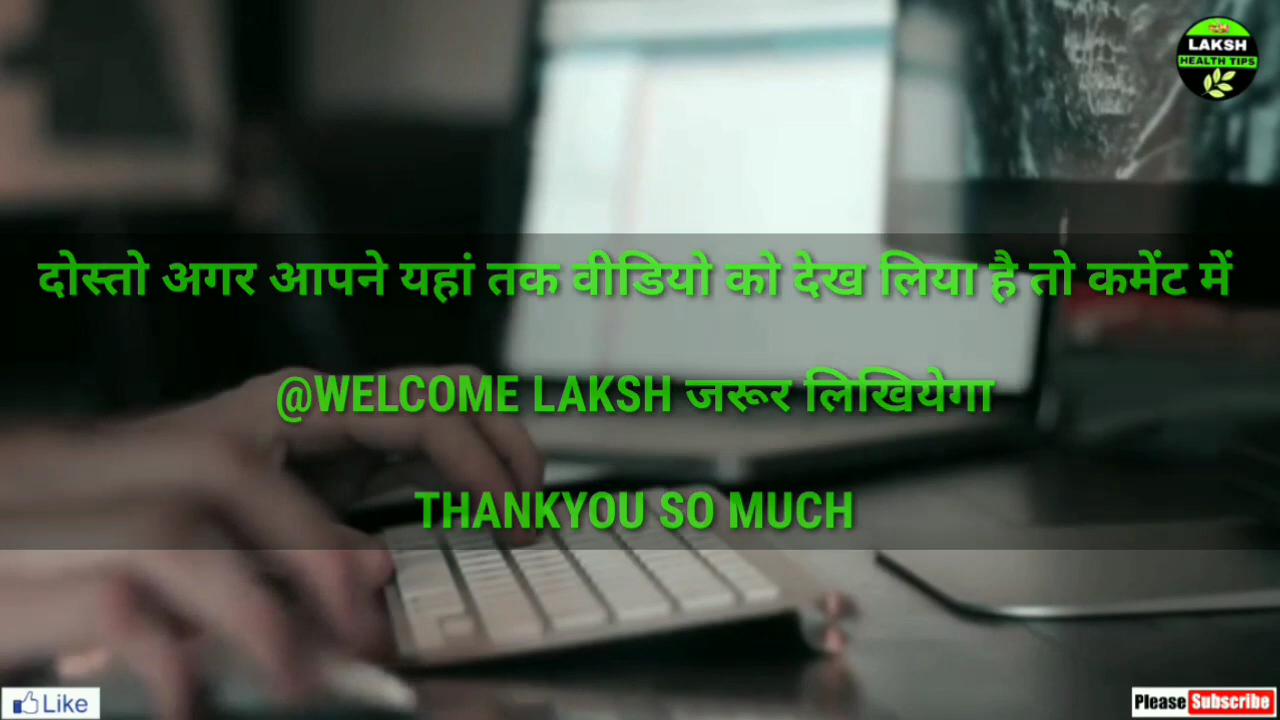 LAKSH
HEALTH TIPS
दोस्तो अगर आपने यहां तक वीडियो को देख लिया है तो कमेंट में
@WELCOME LAKSH जरूर लिखियेगा
THANKYOU SO MUCH
Like
Please Subscribe